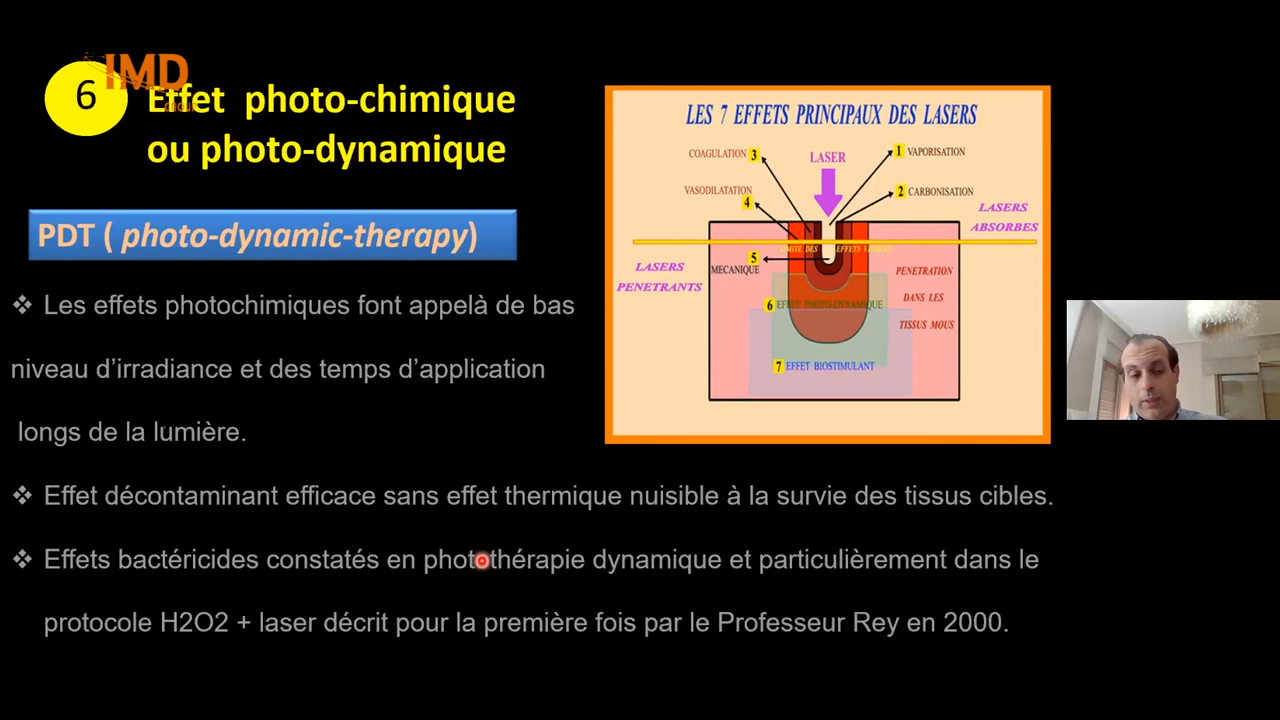 6
IMD
Effet photo-chimique
ou photo-dynamique
PDT ( photo-dynamic-therapy)
❖ Les effets photochimiques font appelà de bas
niveau d’irradiance et des temps d’application
longs de la lumière.
❖ Effet décontaminant efficace sans effet thermique nuisible à la survie des tissus cibles.
❖ Effets bactéricides constatés en photothérapie dynamique et particulièrement dans le
protocole H2O2 + laser décrit pour la première fois par le Professeur Rey en 2000.
LES 7 EFFETS PRINCIPAUX DES LASERS
COAGULATION 3
LASER
1 VAPORISATION
VASODILATATION
4
2 CARBONISATION
LASERS
ABSORBES
LIMITE DES EFFETS
5
MECANIQUE
LASERS
PENETRANTS
PENETRATION
DANS LES
TISSUS MOUS
6 EFFET PHOTO-DYNAMIQUE
7 EFFET BIOSTIMULANT